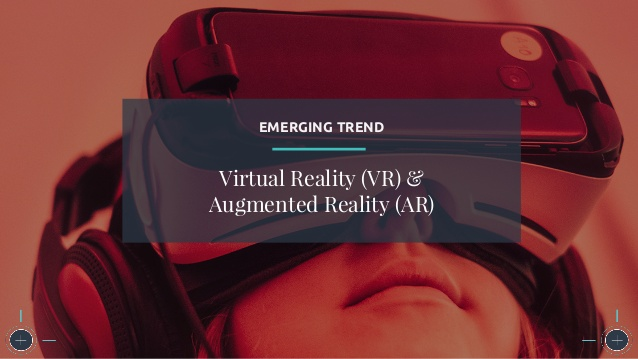 EMERGING TREND
Virtual Reality (VR) &
Augmented Reality (AR)